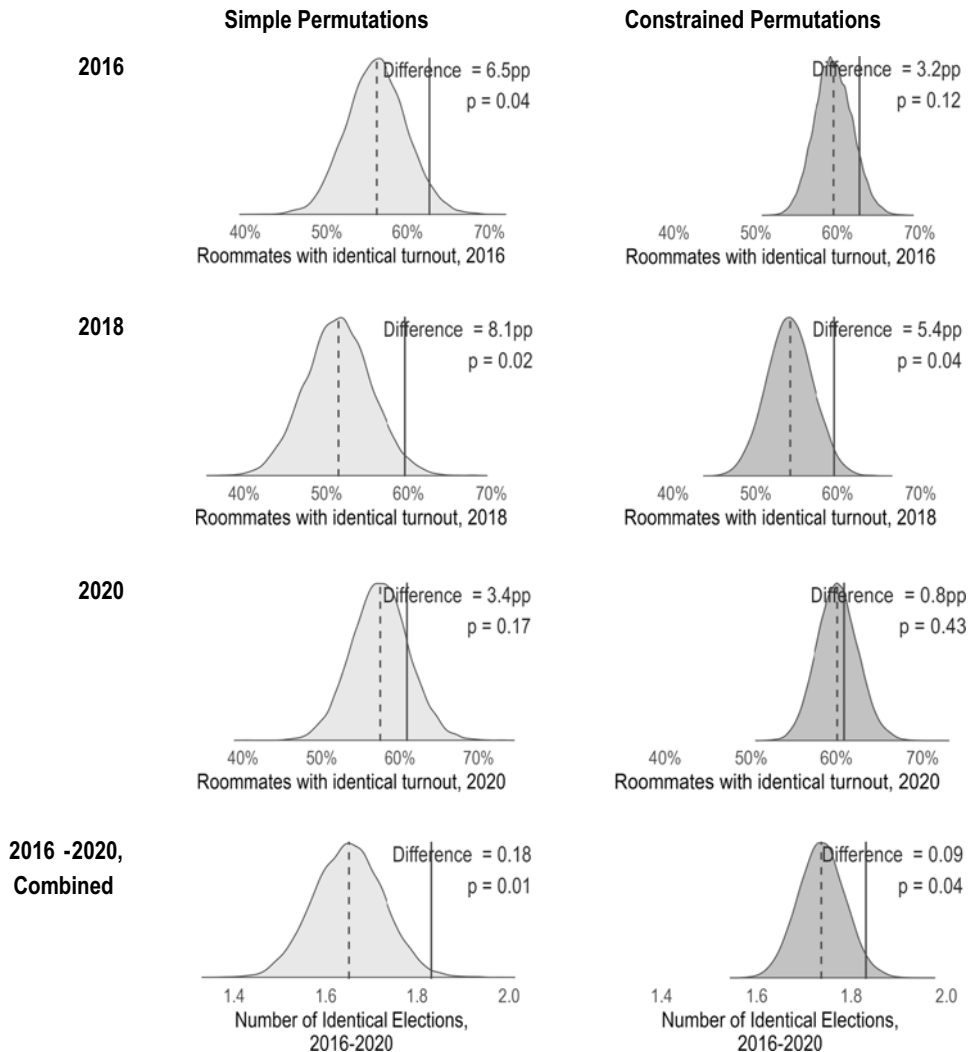 Simple Permutations
Constrained Permutations
2016
Difference = 6.5pp
p = 0.04
40% 50% 60% 70%
Roommates with identical turnout, 2016
Difference = 3.2pp
p = 0.12
40% 50% 60% 70%
Roommates with identical turnout, 2016
2018
Difference = 8.1pp
p = 0.02
40% 50% 60% 70%
Roommates with identical turnout, 2018
Difference = 5.4pp
p = 0.04
40% 50% 60% 70%
Roommates with identical turnout, 2018
2020
Difference = 3.4pp
p = 0.17
40% 50% 60% 70%
Roommates with identical turnout, 2020
Difference = 0.8pp
p = 0.43
40% 50% 60% 70%
Roommates with identical turnout, 2020
2016 -2020,
Combined
Difference = 0.18
p = 0.01
1.4 1.6 1.8 2.0
Number of Identical Elections,
2016-2020
Difference = 0.09
p = 0.04
1.4 1.6 1.8 2.0
Number of Identical Elections,
2016-2020